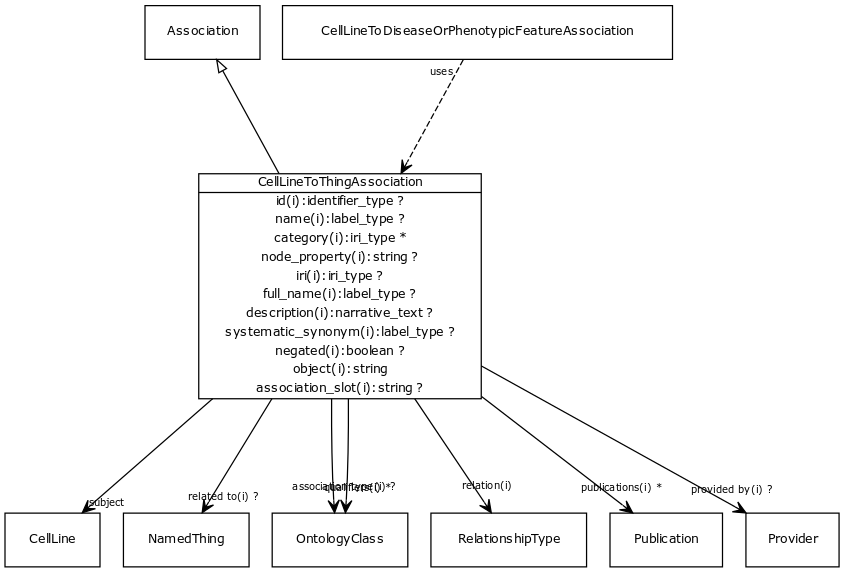 Association
CellLineToDiseaseOrPhenotypicFeatureAssociation
uses
CellLineToThingAssociation
id(i):identifier_type ?
name(i):label_type ?
category(i):iri_type *
node_property(i):string ?
iri(i):iri_type ?
full_name(i):label_type ?
description(i):narrative_text ?
systematic_synonym(i):label_type ?
negated(i):boolean ?
object(i):string
association_slot(i):string ?
subject
related to(i) ?
association type(i) ?
qualifiers(i) *
relation(i)
publications(i) *
provided by(i) ?
CellLine
NamedThing
OntologyClass
RelationshipType
Publication
Provider